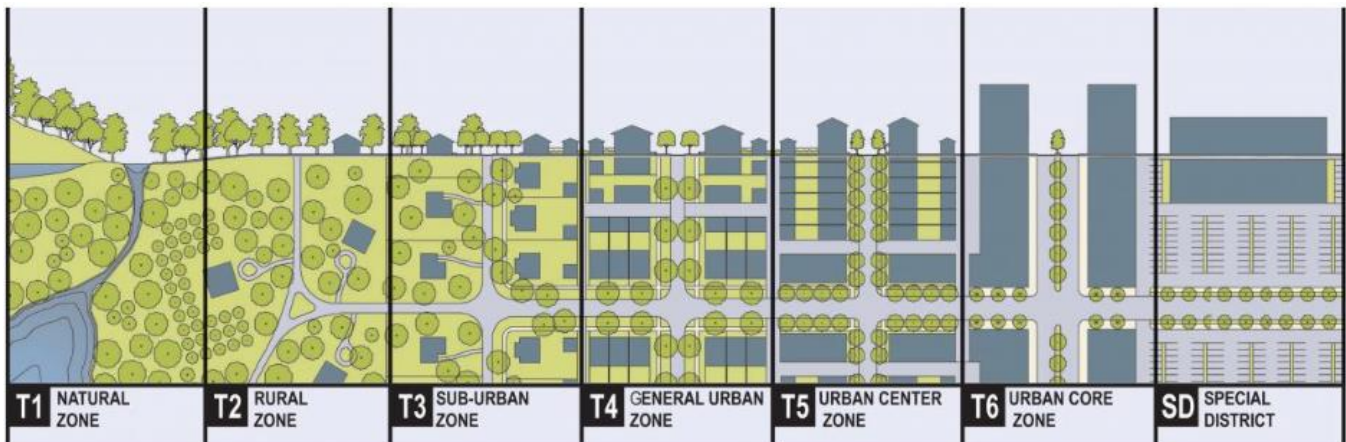 T1 NATURAL
ZONE
T2 RURAL
ZONE
T3 SUB-URBAN
ZONE
T4 GENERAL URBAN
ZONE
T5 URBAN CENTER
ZONE
T6 URBAN CORE
ZONE
SD SPECIAL
DISTRICT